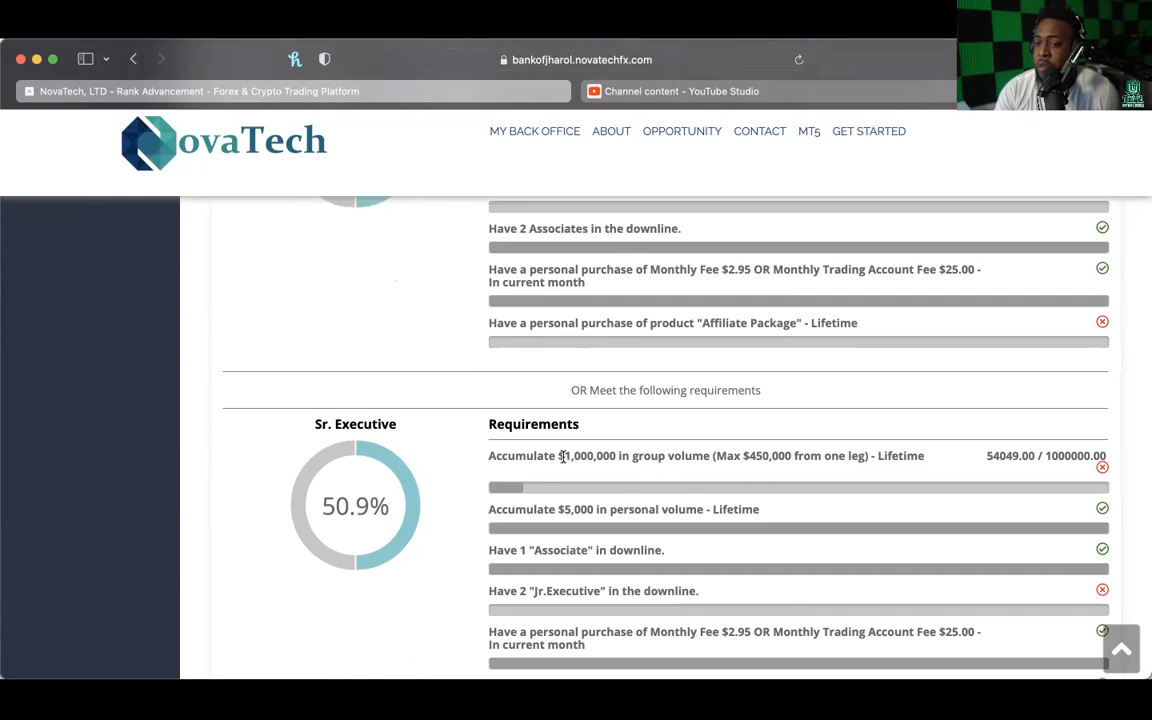 bankofjharol.novatechfx.com
NovaTech, LTD - Rank Advancement - Forex & Crypto Trading Platform
Channel content - YouTube Studio
ovaTech
MY BACK OFFICE ABOUT OPPORTUNITY CONTACT MT5 GET STARTED
Have 2 Associates in the downline.
Have a personal purchase of Monthly Fee $2.95 OR Monthly Trading Account Fee $25.00 -
In current month
Have a personal purchase of product "Affiliate Package" - Lifetime
OR Meet the following requirements
Sr. Executive
Requirements
Accumulate $1,000,000 in group volume (Max $450,000 from one leg) - Lifetime 54049.00 / 1000000.00
50.9%
Accumulate $5,000 in personal volume - Lifetime
Have 1 "Associate" in downline.
Have 2 "Jr.Executive" in the downline.
Have a personal purchase of Monthly Fee $2.95 OR Monthly Trading Account Fee $25.00 -
In current month